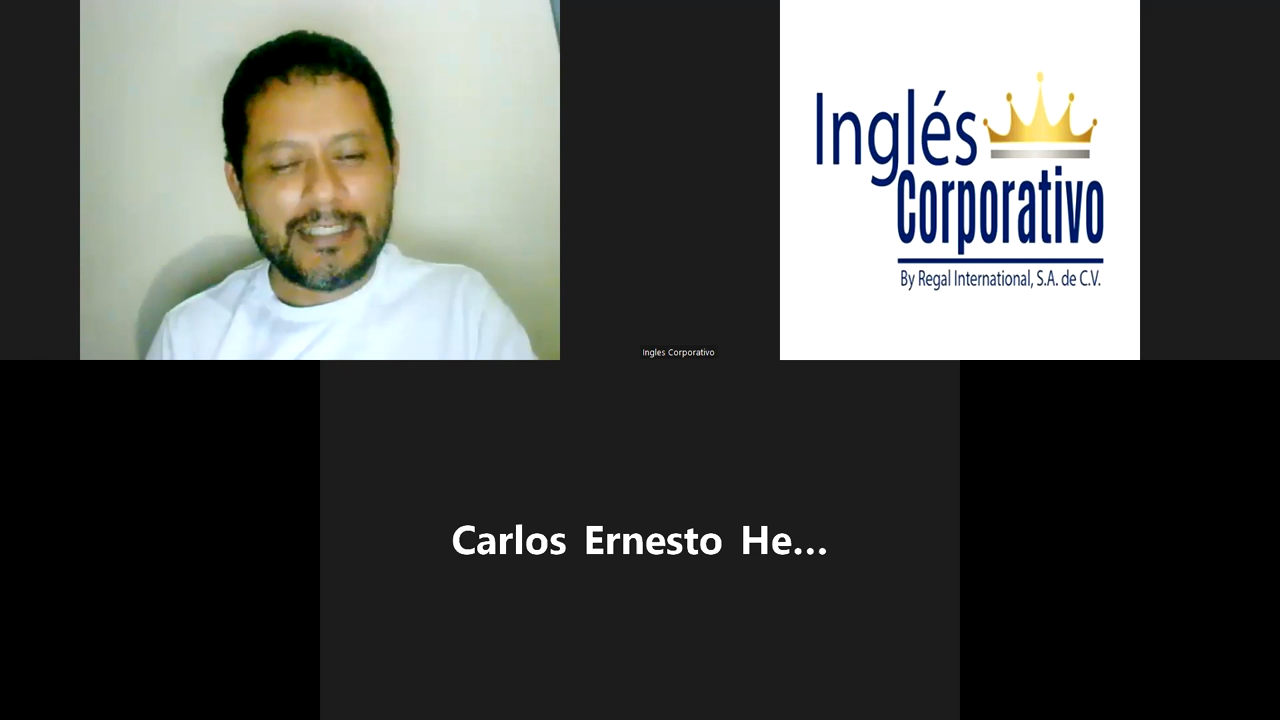 Inglés
Corporativo
By Regal International, S.A. de C.V.
Ingles Corporativo
Carlos Ernesto He...